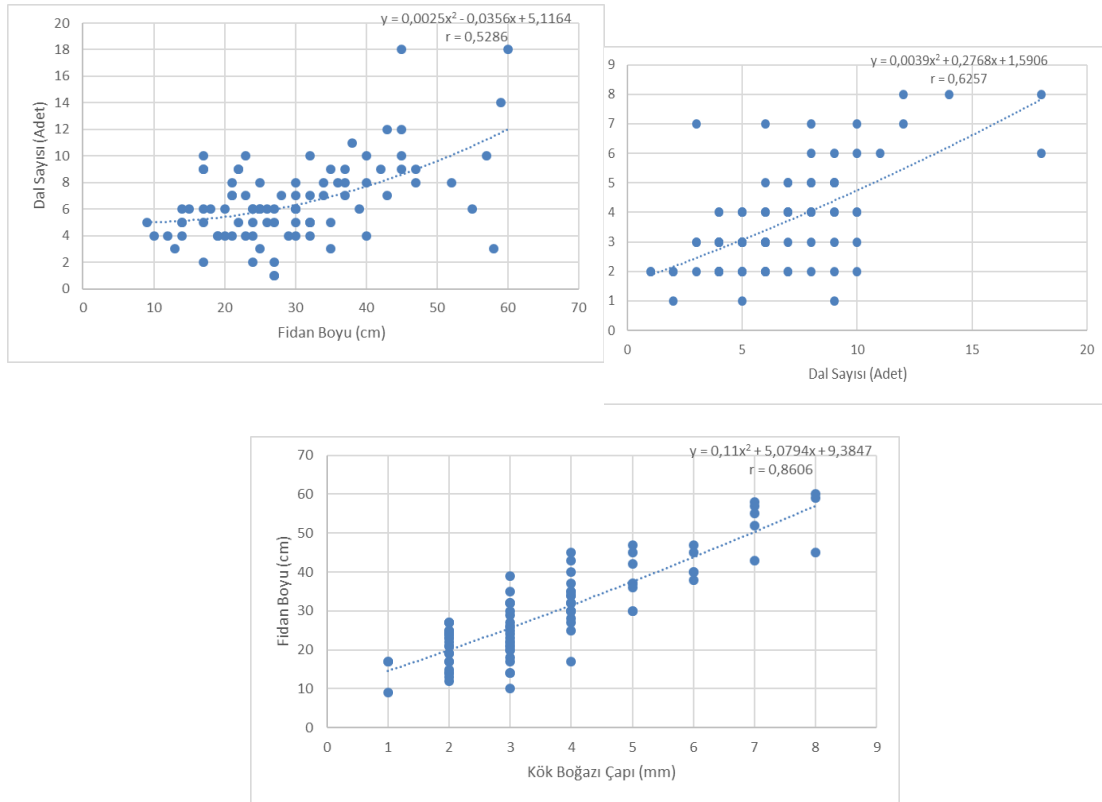 y = 0,0025x² - 0,0356x + 5,1164
r = 0,5286
20
18
16
14
12
10
8
6
4
2
0
Dal Sayısı (Adet)
0 10 20 30 40 50 60 70
Fidan Boyu (cm)
y = 0,0039x² + 0,2768x + 1,5906
r = 0,6257
9
8
7
6
5
4
3
2
1
0
0 5 10 15 20
Dal Sayısı (Adet)
y = 0,11x² + 5,0794x + 9,3847
r = 0,8606
70
60
50
40
30
20
10
0
Fidan Boyu (cm)
0 1 2 3 4 5 6 7 8 9
Kök Boğazı Çapı (mm)